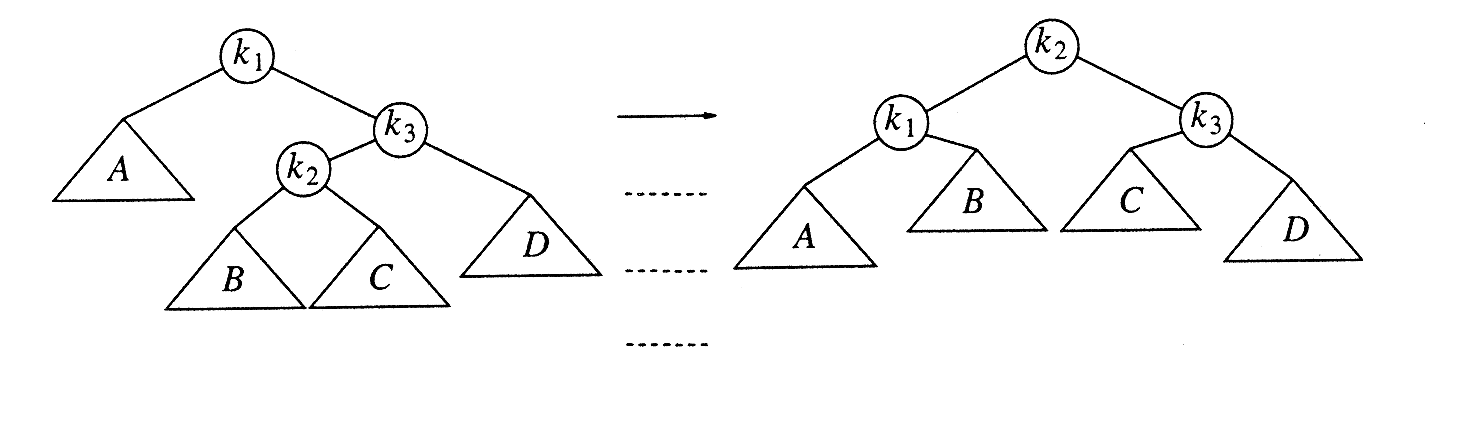 k₁ k₂
k₃ k₁ k₃
A k₂ B C
A D
B C D